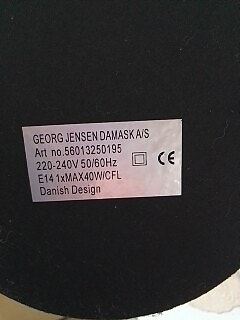 GEORG JENSEN DAMASK A/S
Art no.56013250195
220-240V 50/60Hz
E14 1xMAX40W/CFL
Danish Design
CE